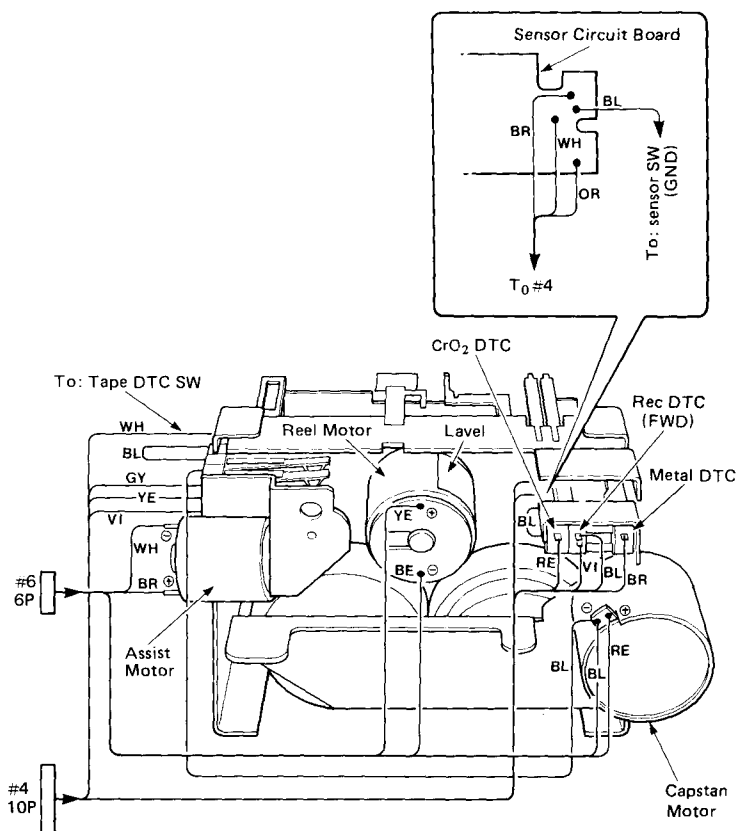 Sensor Circuit Board
BL
BR
WH
OR
To: sensor SW
(GND)
T0 #4
CrO2 DTC
To: Tape DTC SW
Rec DTC
(FWD)
WH
Reel Motor
Lavel
BL
Metal DTC
GY
YE
VI
YE
⊕
BL
WH
⊖
RE
VI
BL
BR
BE
⊖
#6
6P
BR
⊕
⊖
⊕
Assist
Motor
BL
BL
RE
#4
10P
Capstan
Motor